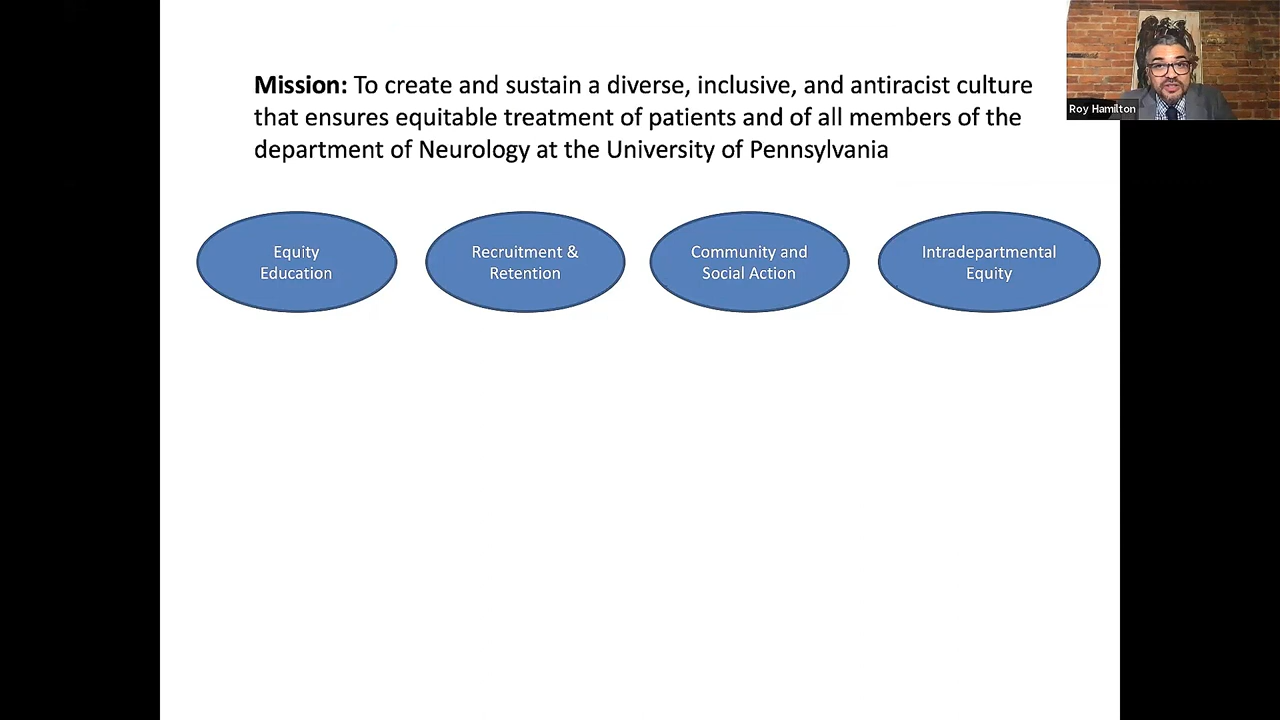 Mission: To create and sustain a diverse, inclusive, and antiracist culture
that ensures equitable treatment of patients and of all members of the
department of Neurology at the University of Pennsylvania
Roy Hamilton
Equity
Education
Recruitment &
Retention
Community and
Social Action
Intradepartmental
Equity